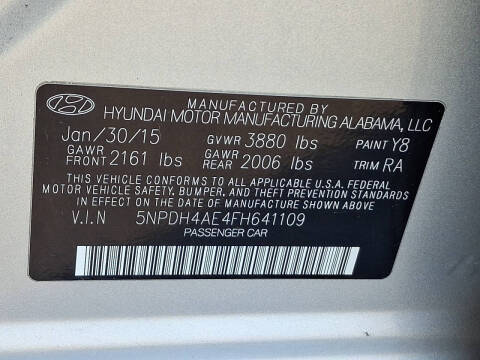 MANUFACTURED BY
HYUNDAI MOTOR MANUFACTURING ALABAMA, LLC
Jan/30/15 GVWR 3880 lbs PAINT Y8
GAWR FRONT 2161 lbs GAWR REAR 2006 lbs TRIM RA
THIS VEHICLE CONFORMS TO ALL APPLICABLE U.S.A. FEDERAL
MOTOR VEHICLE SAFETY, BUMPER, AND THEFT PREVENTION STANDARDS
IN EFFECT ON THE DATE OF MANUFACTURE SHOWN ABOVE.
V.I.N 5NPDH4AE4FH641109
PASSENGER CAR